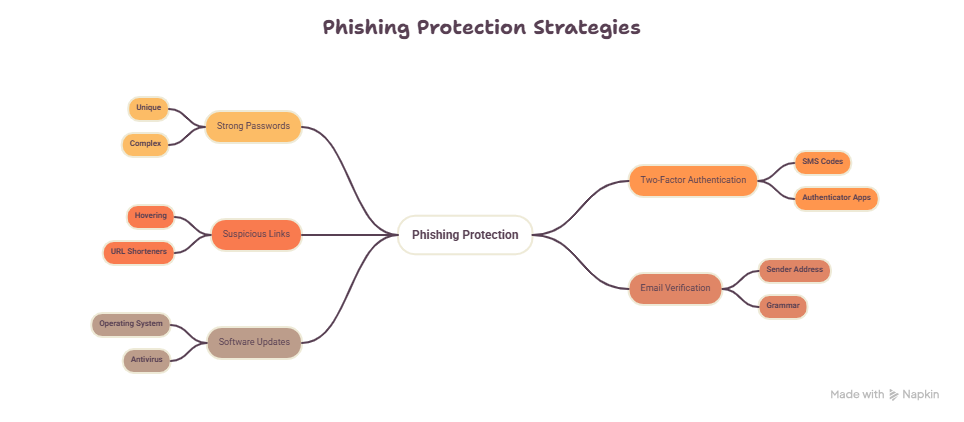 Phishing Protection Strategies
Unique
Strong Passwords
Complex
Hovering
Suspicious Links
URL Shorteners
Operating System
Software Updates
Antivirus
Phishing Protection
SMS Codes
Two-Factor Authentication
Authenticator Apps
Sender Address
Email Verification
Grammar
Made with Napkin